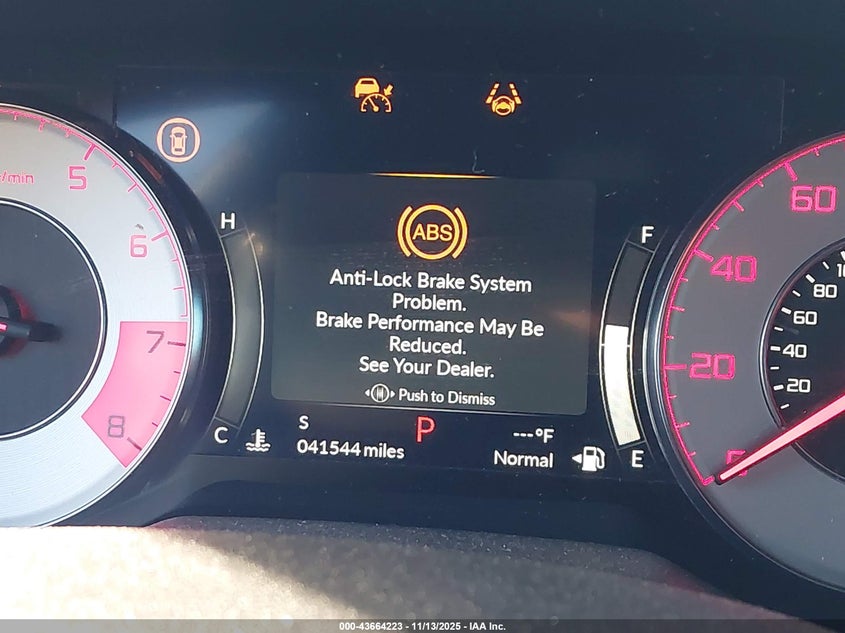 r/min
5
6
7
8
H
C
ABS
Anti-Lock Brake System
Problem.
Brake Performance May Be
Reduced.
See Your Dealer.
Push to Dismiss
S
041544 miles
P
---°F
Normal
F
E
60
40
20
80
60
40
20
000-43664223 - 11/13/2025 - IAA Inc.